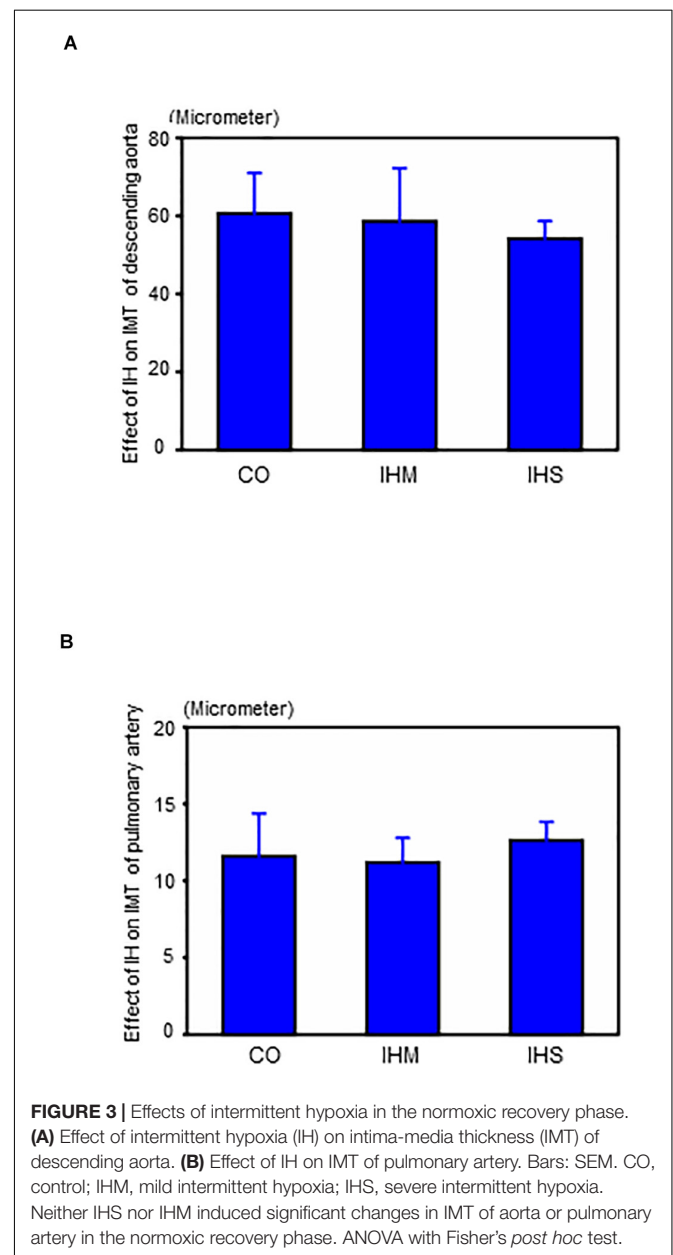 A
(Micrometer)
Effect of IH on IMT of descending aorta
80
60
40
20
0
CO IHM IHS
B
(Micrometer)
Effect of IH on IMT of pulmonary artery
20
15
10
5
0
CO IHM IHS
FIGURE 3 | Effects of intermittent hypoxia in the normoxic recovery phase.
(A) Effect of intermittent hypoxia (IH) on intima-media thickness (IMT) of
descending aorta. (B) Effect of IH on IMT of pulmonary artery. Bars: SEM. CO,
control; IHM, mild intermittent hypoxia; IHS, severe intermittent hypoxia.
Neither IHS nor IHM induced significant changes in IMT of aorta or pulmonary
artery in the normoxic recovery phase. ANOVA with Fisher's post hoc test.